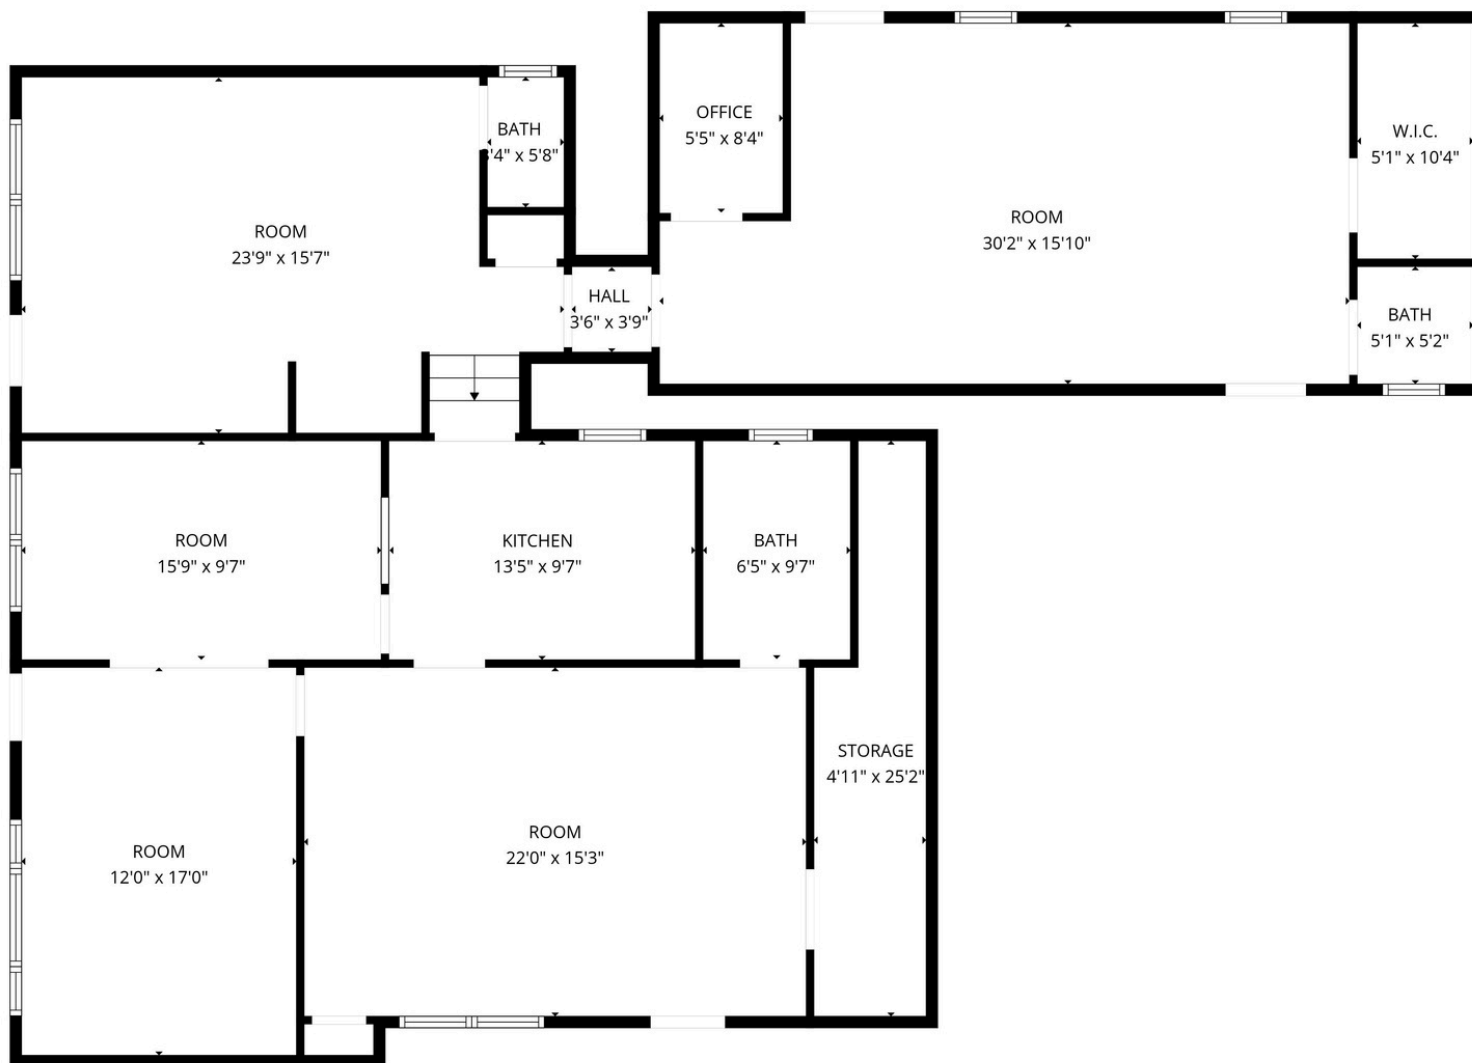 OFFICE
5'5" x 8'4"
BATH
'4" x 5'8"
W.I.C.
5'1" x 10'4"
ROOM
30'2" x 15'10"
ROOM
23'9" x 15'7"
HALL
3'6" x 3'9"
BATH
5'1" x 5'2"
ROOM
15'9" x 9'7"
KITCHEN
13'5" x 9'7"
BATH
6'5" x 9'7"
STORAGE
4'11" x 25'2"
ROOM
22'0" x 15'3"
ROOM
12'0" x 17'0"